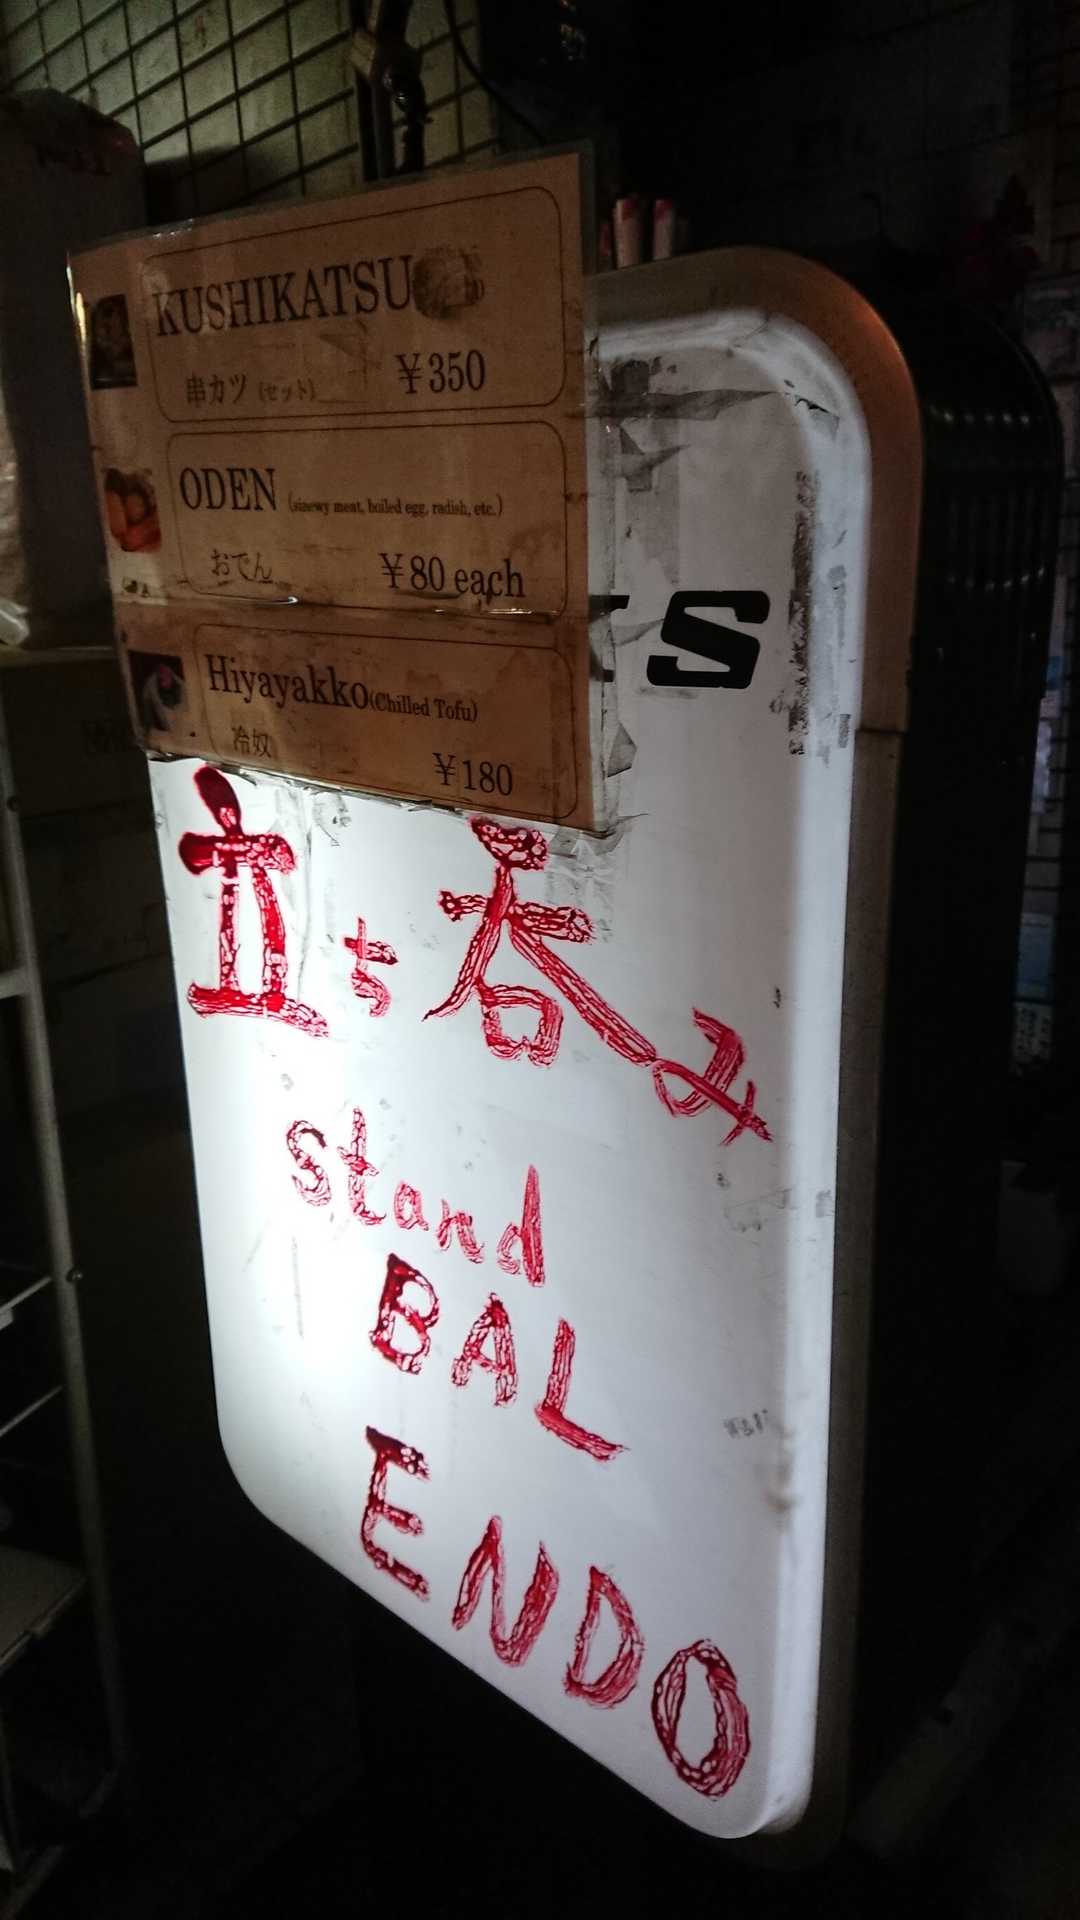 KUSHIKATSU
串カツ (セット) ¥350
ODEN (sinewy meat, boiled egg, radish, etc.)
おでん ¥80 each
Hiyayakko(Chilled Tofu)
冷奴
¥180
S
立ち呑み
Stand
BAL
ENDO